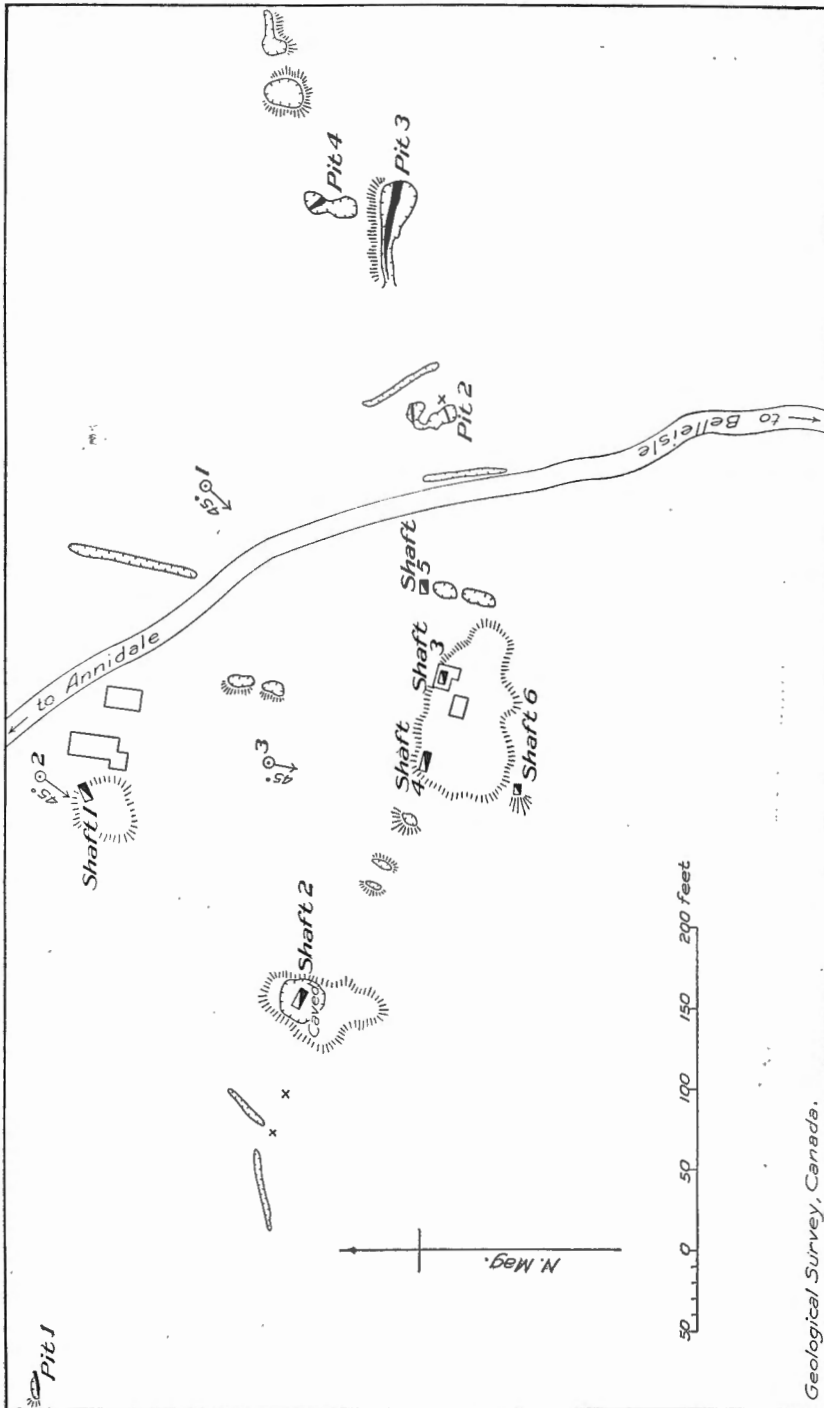 Pit 1
2
45°
Shaft 1
to Annidale
1
45°
3
45°
Shaft 2
Caved
Shaft
4
Shaft
3
Shaft
5
Shaft 6
Pit 2
Pit 4
Pit 3
to Belleisle
N. Mag.
50 0 50 100 150 200 feet
Geological Survey, Canada.